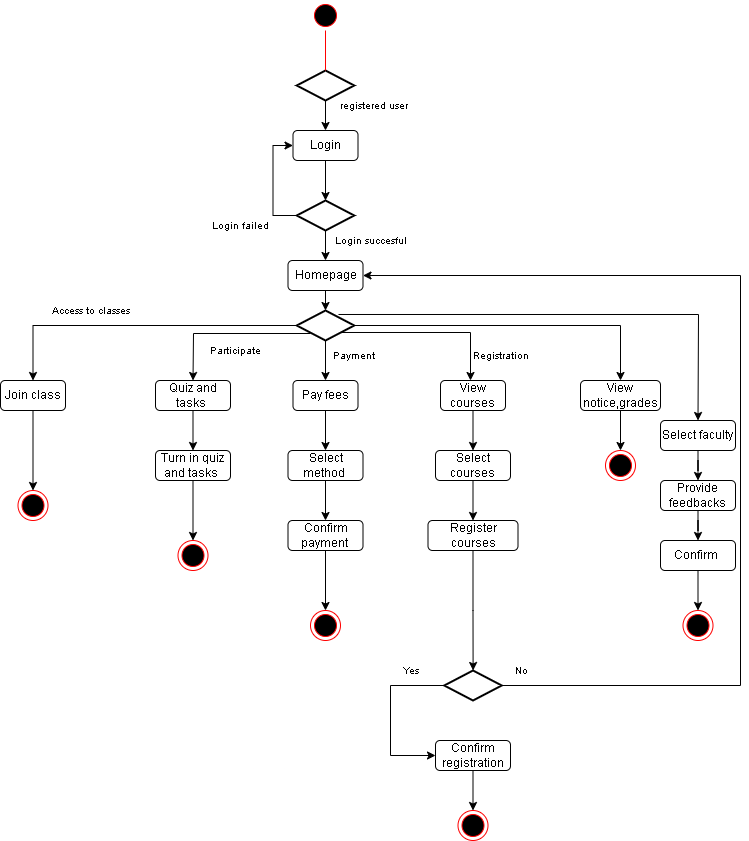 registered user
Login
Login failed
Login succesful
Homepage
Access to classes
Participate
Payment
Registration
Join class
Quiz and
tasks
Pay fees
View
courses
View
notice,grades
Select faculty
Turn in quiz
and tasks
Select
method
Select
courses
Provide
feedbacks
Confirm
payment
Register
courses
Confirm
Yes
No
Confirm
registration